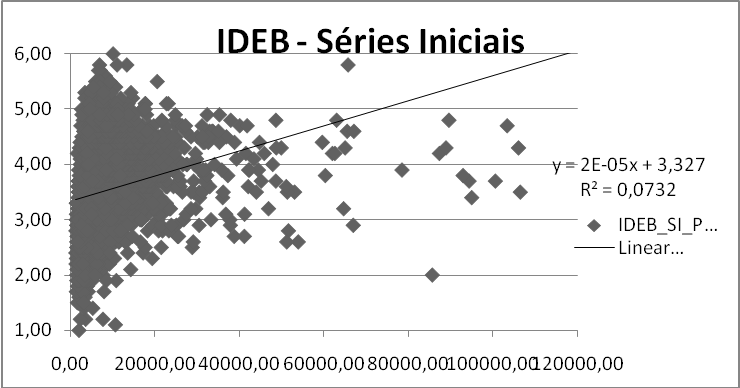 IDEB - Séries Iniciais
6,00
5,00
4,00
3,00
2,00
1,00
0,00 20000,00 40000,00 60000,00 80000,00 100000,00 120000,00
y = 2E-05x + 3,327
R² = 0,0732
IDEB_SI_P...
Linear...